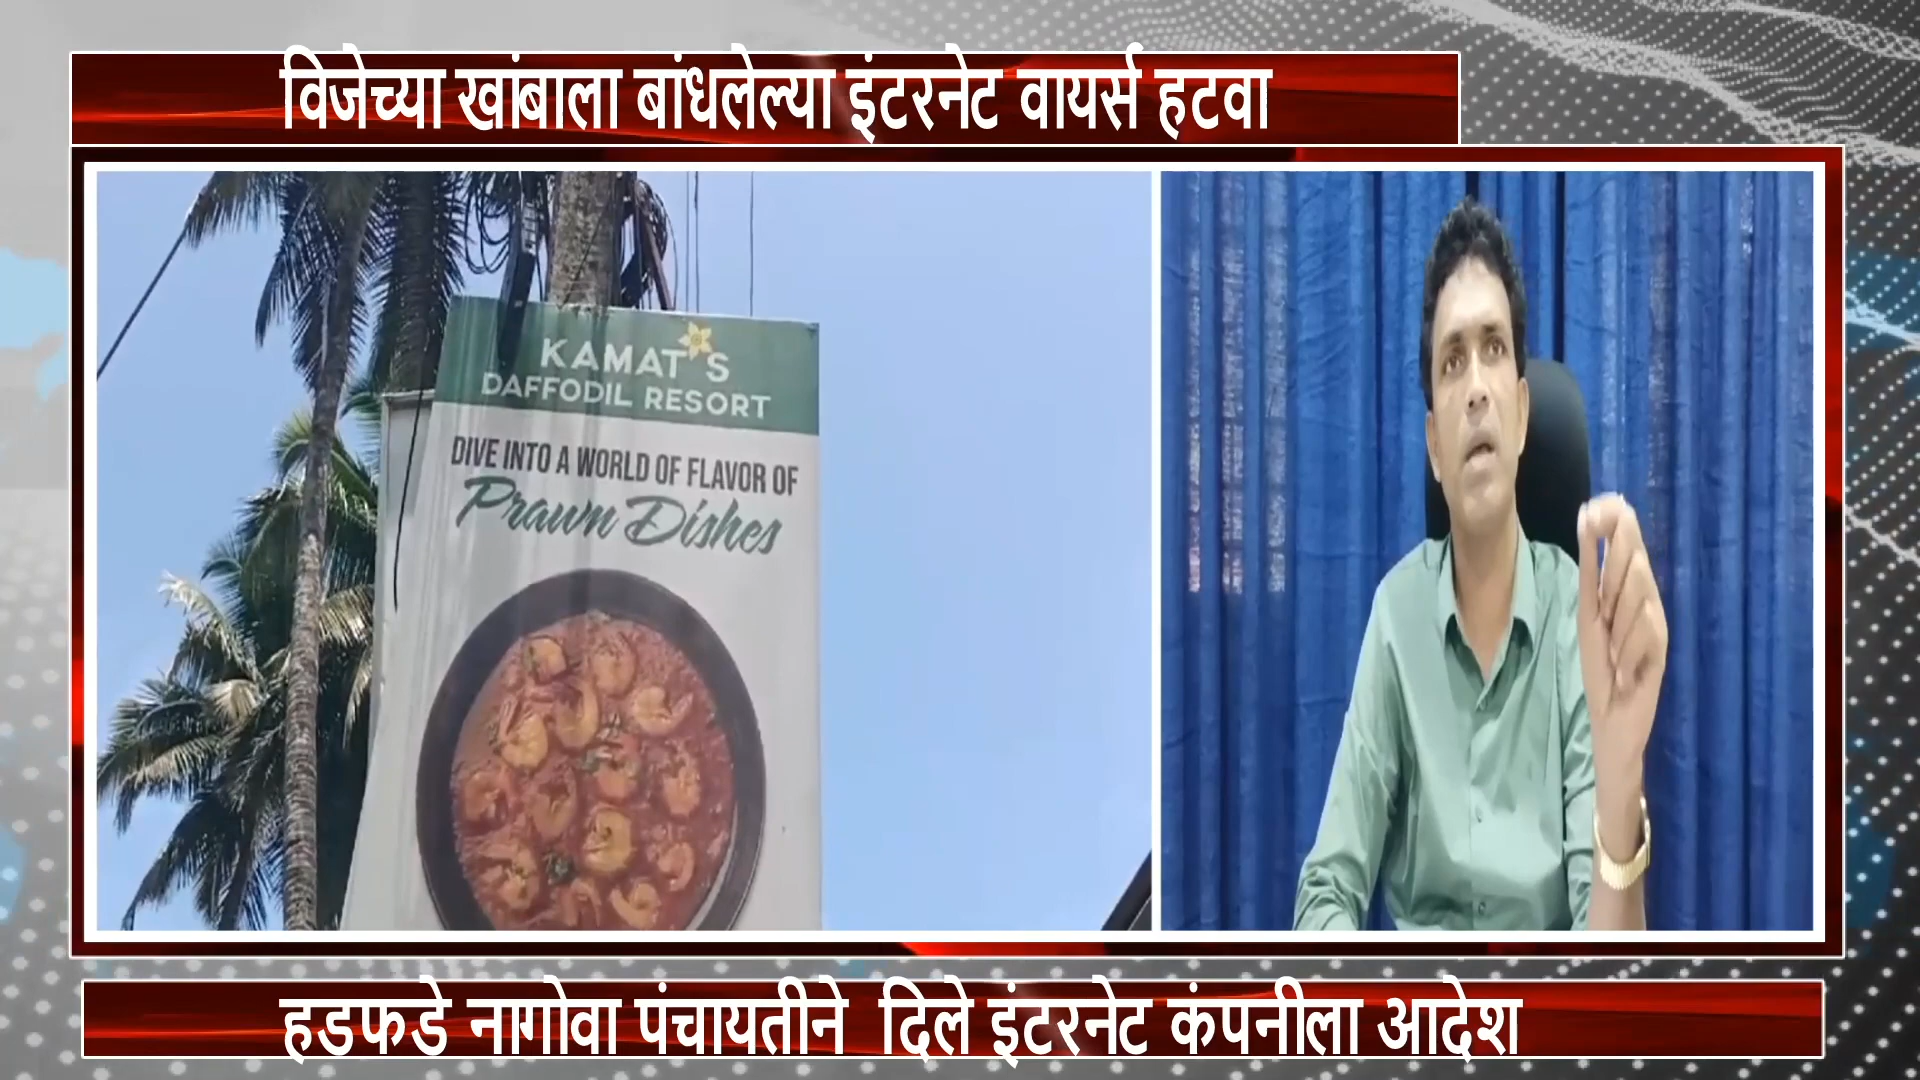 विजेच्या खांबाला बांधलेल्या इंटरनेट वायर्स हटवा
KAMAT'S
DAFFODIL RESORT
DIVE INTO A WORLD OF FLAVOR OF
Prawn Dishes
हडफडे नागोवा पंचायतीने दिले इंटरनेट कंपनीला आदेश